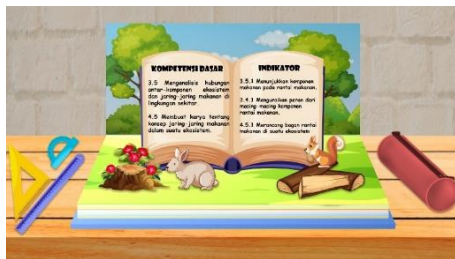 KOMPETENSI DASAR
3.5 Menganalisis hubungan
antar-komponen ekosistem
dan jaring-jaring makanan di
lingkungan sekitar.
4.5 Membuat karya tentang
konsep jaring-jaring makanan
dalam suatu ekosistem.
INDIKATOR
3.5.1 Menunjukkan komponen
makanan pada rantai makanan.
3.4.1 Menguraikan peran dari
masing-masing komponen
rantai makanan.
4.5.1 Merancang bagan rantai
makanan di suatu ekosistem